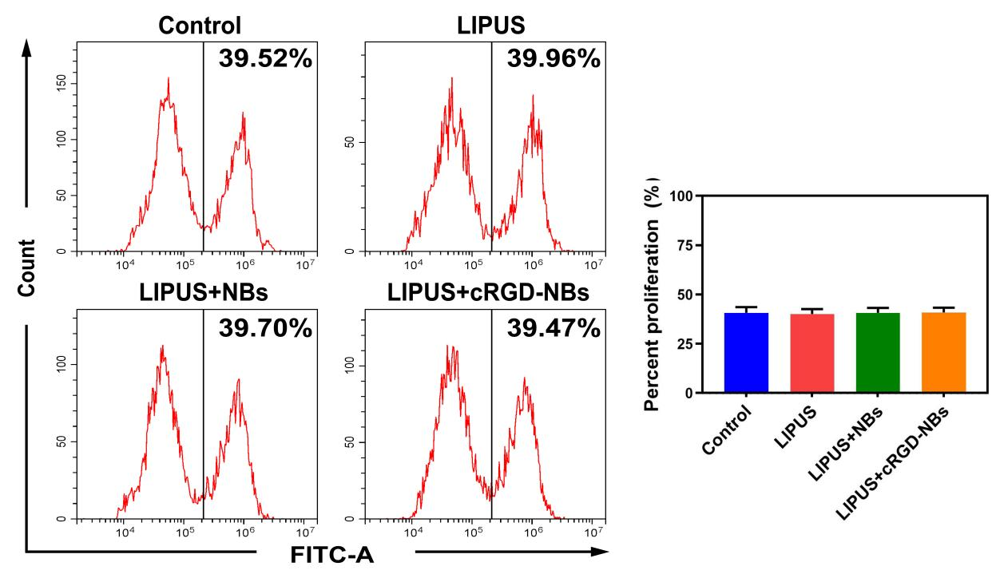 Control
39.52%
150
100
50
0
10^4 10^5 10^6 10^7
LIPUS
39.96%
50
0
10^4 10^5 10^6 10^7
LIPUS+NBs
39.70%
100
50
0
10^4 10^5 10^6 10^7
LIPUS+cRGD-NBs
39.47%
100
50
0
10^4 10^5 10^6 10^7
Count
FITC-A
Percent proliferation (%)
100
75
50
25
0
Control
LIPUS
LIPUS+NBs
LIPUS+cRGD-NBs